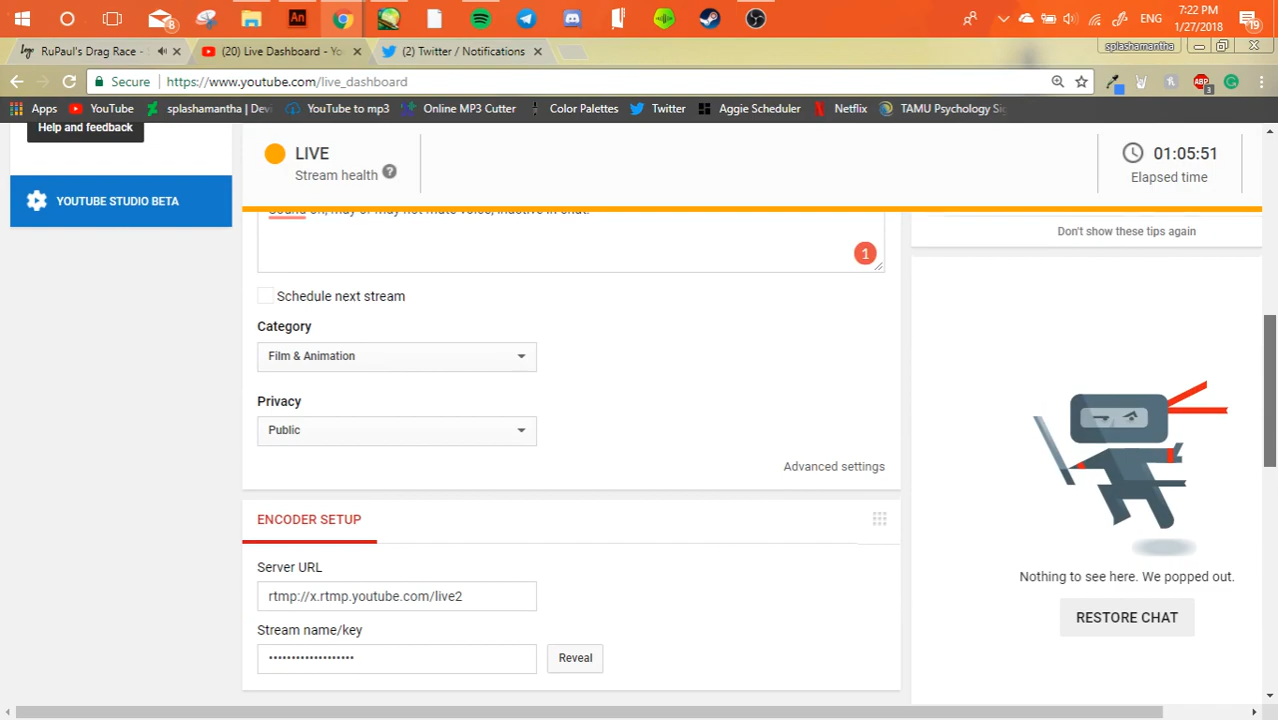 8
ENG
7:22 PM
1/27/2018
19
RuPaul's Drag Race -
(20) Live Dashboard - Yo
(2) Twitter / Notifications
splashamantha
Secure
https://www.youtube.com/live_dashboard
ABP
3
Apps
YouTube
splashamantha | Devi
YouTube to mp3
Online MP3 Cutter
Color Palettes
Twitter
Aggie Scheduler
Netflix
TAMU Psychology Sig
Help and feedback
YOUTUBE STUDIO BETA
LIVE
Stream health ?
01:05:51
Elapsed time
Sound on, may or may not mute voice, inactive in chat.
1
Don't show these tips again
Schedule next stream
Category
Film & Animation
Privacy
Public
Advanced settings
ENCODER SETUP
Server URL
rtmp://x.rtmp.youtube.com/live2
Stream name/key
•••••••••••••••••••
Reveal
Nothing to see here. We popped out.
RESTORE CHAT